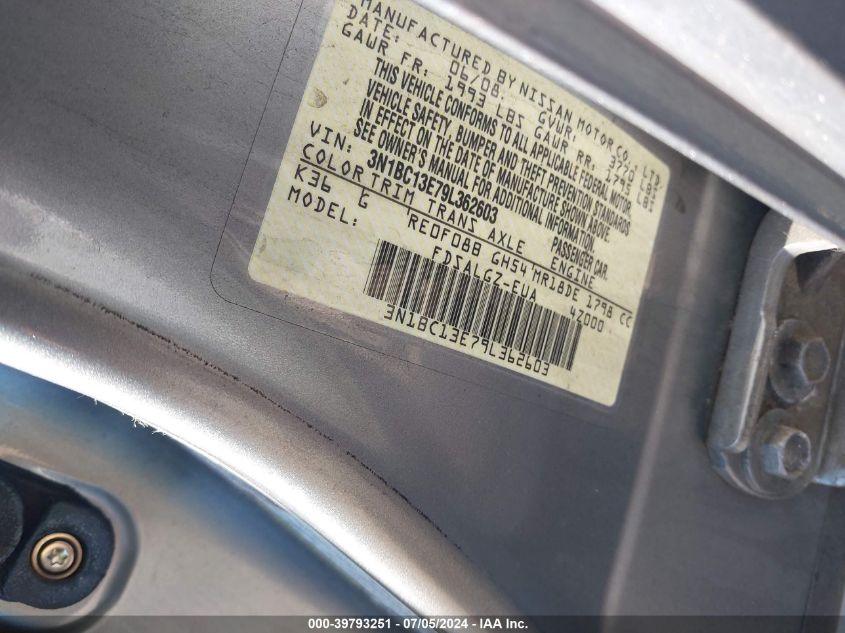 MANUFACTURED BY NISSAN MOTOR CO., LTD.
DATE: 06/08 GVWR: 3770 LBS
GAWR FR: 1993 LBS GAWR RR: 1795 LBS
THIS VEHICLE CONFORMS TO ALL APPLICABLE FEDERAL MOTOR
VEHICLE SAFETY, BUMPER AND THEFT PREVENTION STANDARDS
IN EFFECT ON THE DATE OF MANUFACTURE SHOWN ABOVE.
SEE OWNER'S MANUAL FOR ADDITIONAL INFORMATION.
VIN: 3N1BC13E79L362603 PASSENGER CAR
COLOR TRIM TRANS AXLE ENGINE
K36 G RE0F08B GH54 MR18DE 1798 CC
MODEL: FDSALGZ-EUA 4Z000
3N1BC13E79L362603
000-39793251 - 07/05/2024 - IAA Inc.